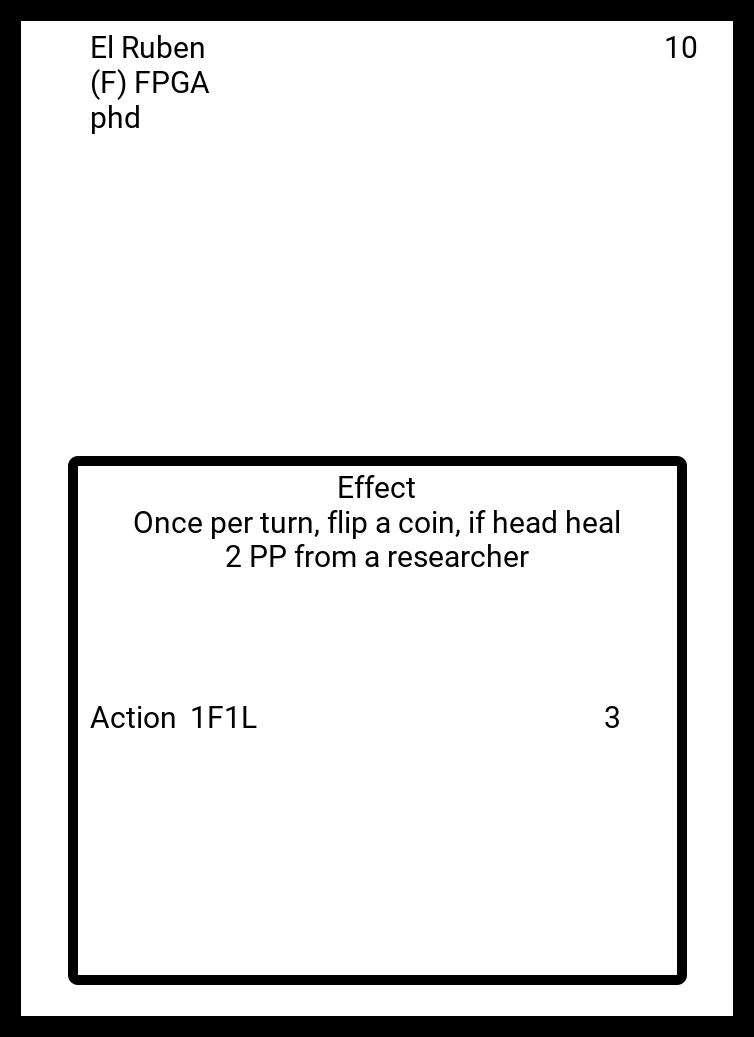 El Ruben 10
(F) FPGA
phd
Effect
Once per turn, flip a coin, if head heal
2 PP from a researcher
Action 1F1L 3